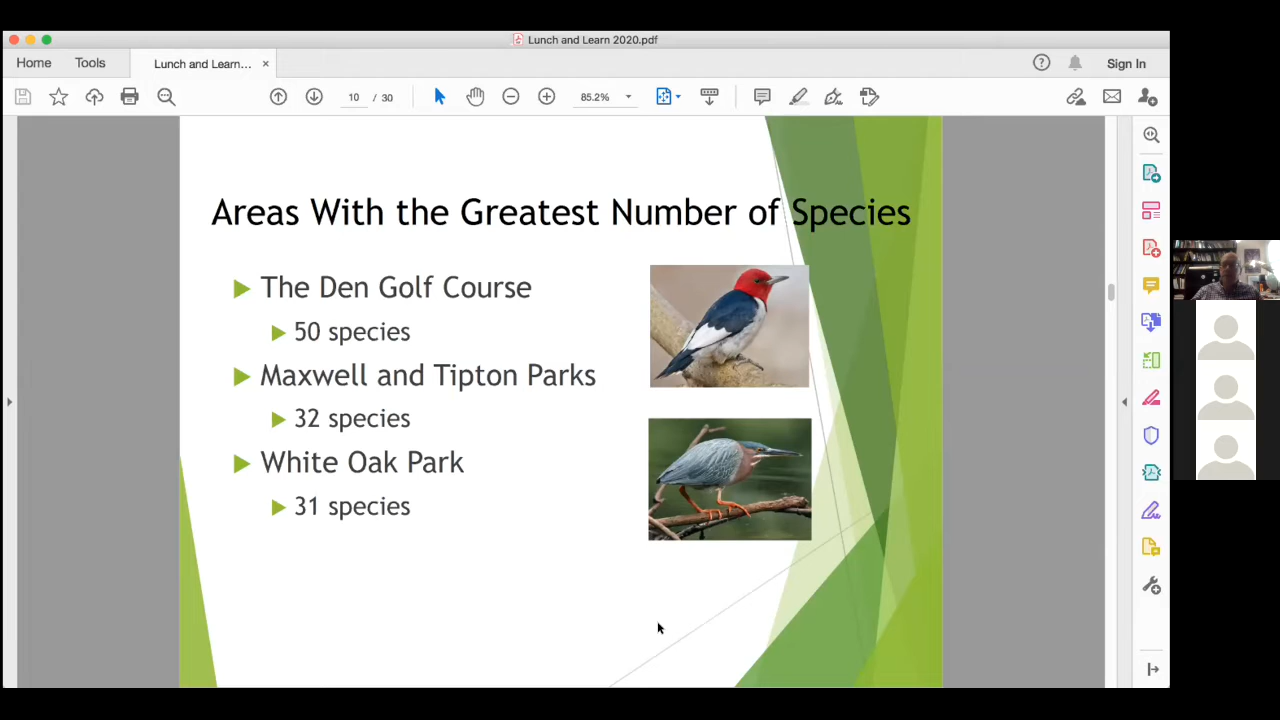 Lunch and Learn 2020.pdf
Home
Tools
Lunch and Learn...
Sign In
10 / 30
85.2%
Areas With the Greatest Number of Species
The Den Golf Course
50 species
Maxwell and Tipton Parks
32 species
White Oak Park
31 species